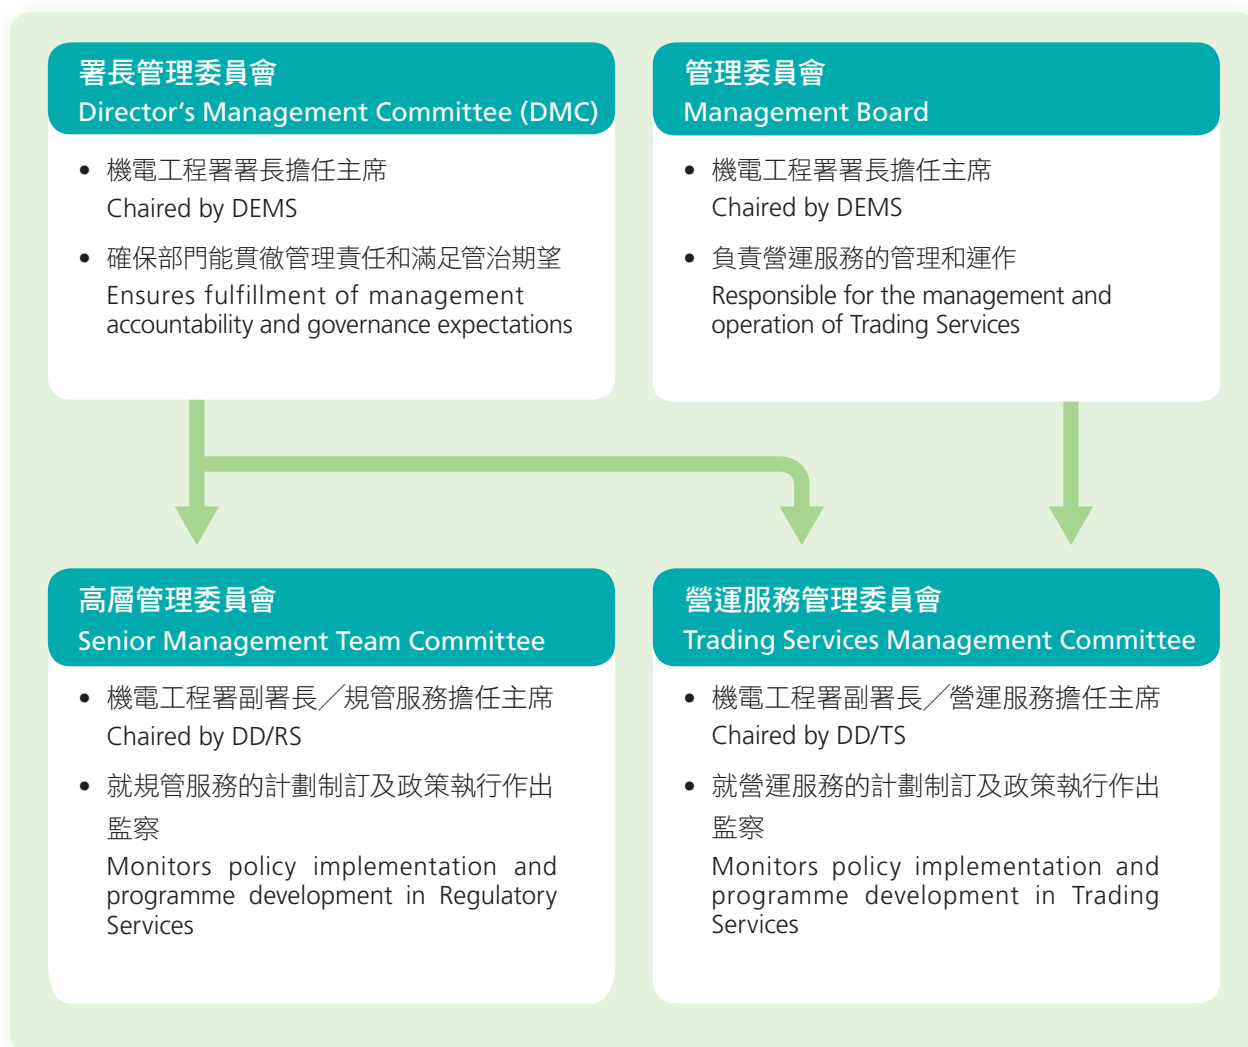 署長管理委員會
Director’s Management Committee (DMC)
• 機電工程署署長擔任主席
Chaired by DEMS
• 確保部門能貫徹管理責任和滿足管治期望
Ensures fulfillment of management
accountability and governance expectations
管理委員會
Management Board
• 機電工程署署長擔任主席
Chaired by DEMS
• 負責營運服務的管理和運作
Responsible for the management and
operation of Trading Services
高層管理委員會
Senior Management Team Committee
• 機電工程署副署長╱規管服務擔任主席
Chaired by DD/RS
• 就規管服務的計劃制訂及政策執行作出
監察
Monitors policy implementation and
programme development in Regulatory
Services
營運服務管理委員會
Trading Services Management Committee
• 機電工程署副署長╱營運服務擔任主席
Chaired by DD/TS
• 就營運服務的計劃制訂及政策執行作出
監察
Monitors policy implementation and
programme development in Trading
Services